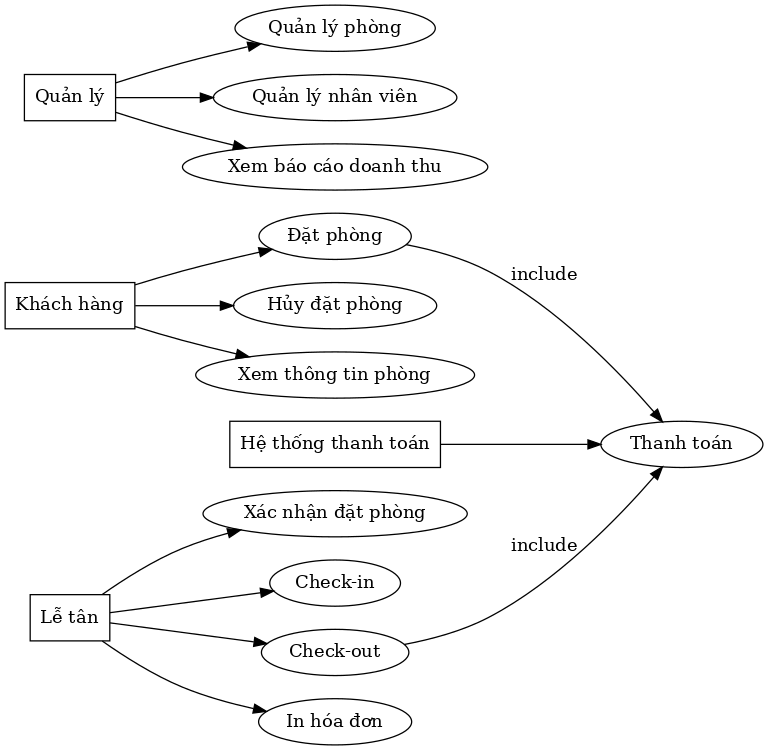 Quản lý phòng
Quản lý
Quản lý nhân viên
Xem báo cáo doanh thu
Đặt phòng
include
Khách hàng
Hủy đặt phòng
Xem thông tin phòng
Hệ thống thanh toán
Thanh toán
Xác nhận đặt phòng
include
Check-in
Lễ tân
Check-out
In hóa đơn